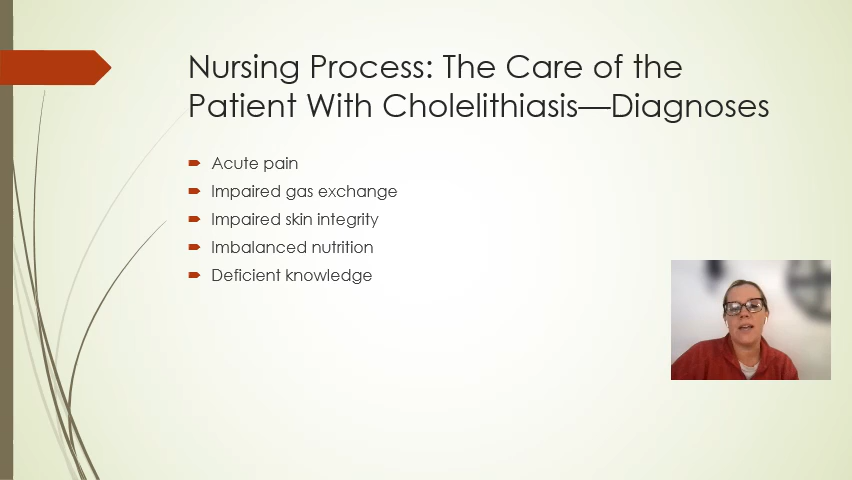 Nursing Process: The Care of the
Patient With Cholelithiasis—Diagnoses
Acute pain
Impaired gas exchange
Impaired skin integrity
Imbalanced nutrition
Deficient knowledge